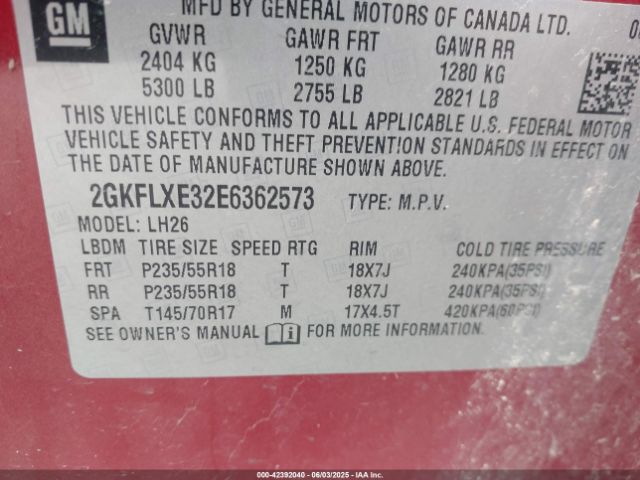 GM
MFD BY GENERAL MOTORS OF CANADA LTD.
GVWR GAWR FRT GAWR RR
2404 KG 1250 KG 1280 KG
5300 LB 2755 LB 2821 LB
THIS VEHICLE CONFORMS TO ALL APPLICABLE U.S. FEDERAL MOTOR
VEHICLE SAFETY AND THEFT PREVENTION STANDARDS IN EFFECT ON
THE DATE OF MANUFACTURE SHOWN ABOVE.
2GKFLXE32E6362573 TYPE: M.P.V.
MODEL: LH26
LBDM TIRE SIZE SPEED RTG RIM COLD TIRE PRESSURE
FRT P235/55R18 T 18X7J 240KPA(35PSI)
RR P235/55R18 T 18X7J 240KPA(35PSI)
SPA T145/70R17 M 17X4.5T 420KPA(60PSI)
SEE OWNER'S MANUAL FOR MORE INFORMATION.
000-42392040 - 06/03/2025 - COPART, INC.